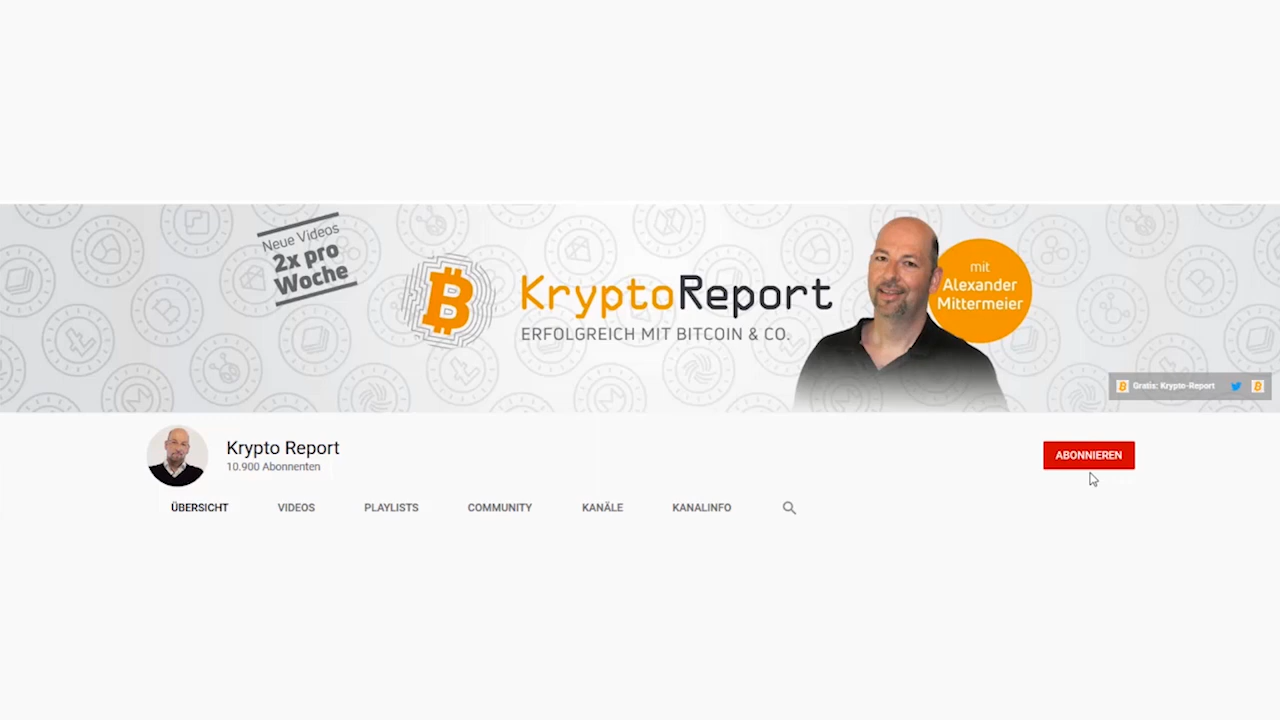 Neue Videos
2x pro
Woche
KryptoReport
ERFOLGREICH MIT BITCOIN & CO.
mit
Alexander
Mittermeier
Gratis: Krypto-Report
Krypto Report
10.900 Abonnenten
ABONNIEREN
ÜBERSICHT VIDEOS PLAYLISTS COMMUNITY KANÄLE KANALINFO